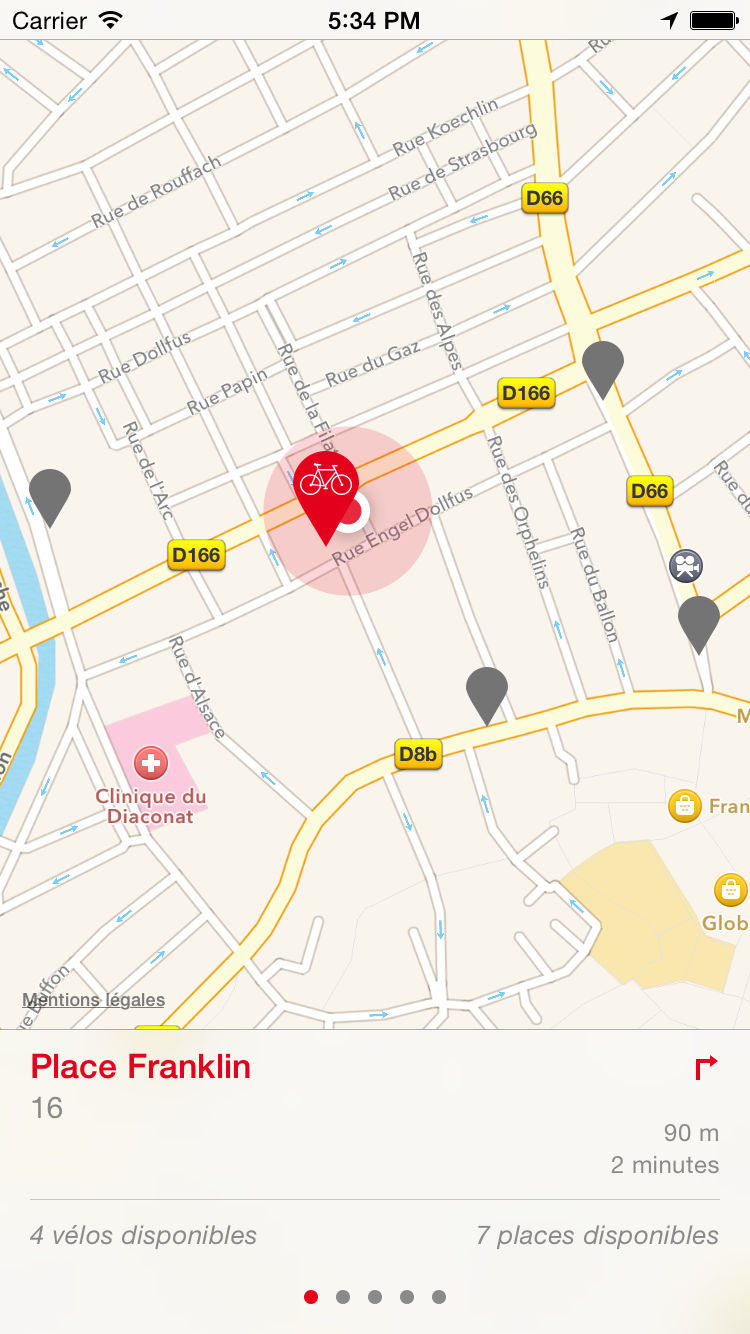 Carrier
5:34 PM
Rue Koechlin
Rue de Strasbourg
Rue de Rouffach
D66
Rue des Alpes
Rue Dollfus
Rue du Gaz
Rue Papin
Rue de la Filat
D166
Rue de l'Arc
D66
Rue Engel Dollfus
Rue des Orphelins
Rue du Ballon
D166
Rue d'Alsace
D8b
Clinique du
Diaconat
Fran
Glob
Mentions légales
Place Franklin
16
90 m
2 minutes
4 vélos disponibles
7 places disponibles